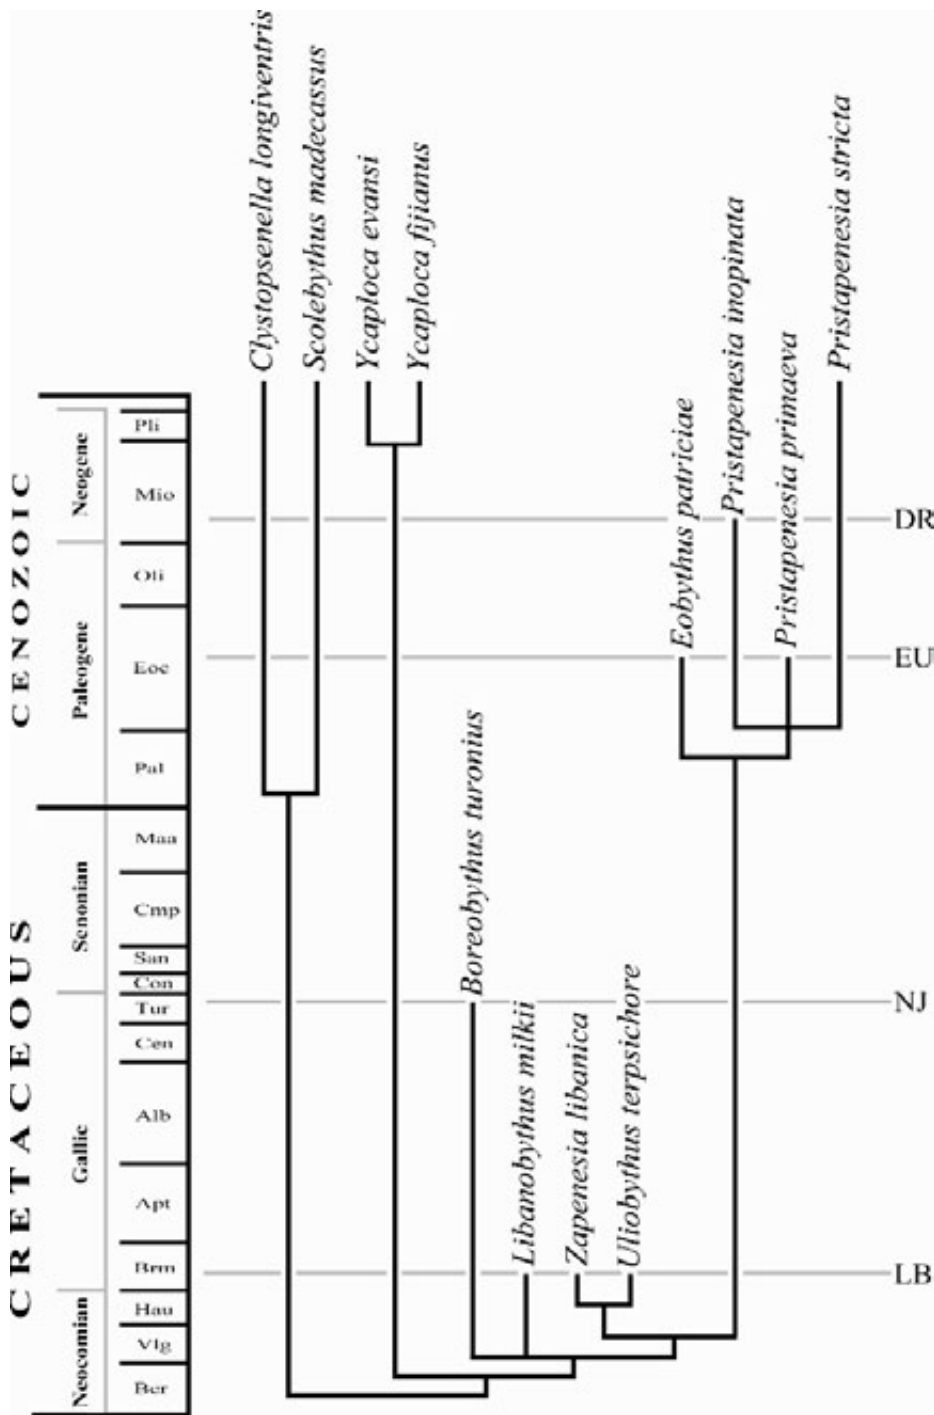 Clystopsenella longiventris
Scolebythus madecassus
Ycaploca evansi
Ycaploca fijianus
Eobythus patriciae
Pristapenesia inopinata
Pristapenesia primaeva
Pristapenesia stricta
Boreobythus turonius
Libanobythus milkii
Zapenesia libanica
Uliobythus terpsichore
CENOZOIC
Neogene
Paleogene
Pli
Mio
Oli
Eoc
Pal
CRETACEOUS
Senonian
Gallic
Neocomian
Maa
Cmp
San
Con
Tur
Cen
Alb
Apt
Brm
Hau
Vlg
Ber
DR
EU
NJ
LB